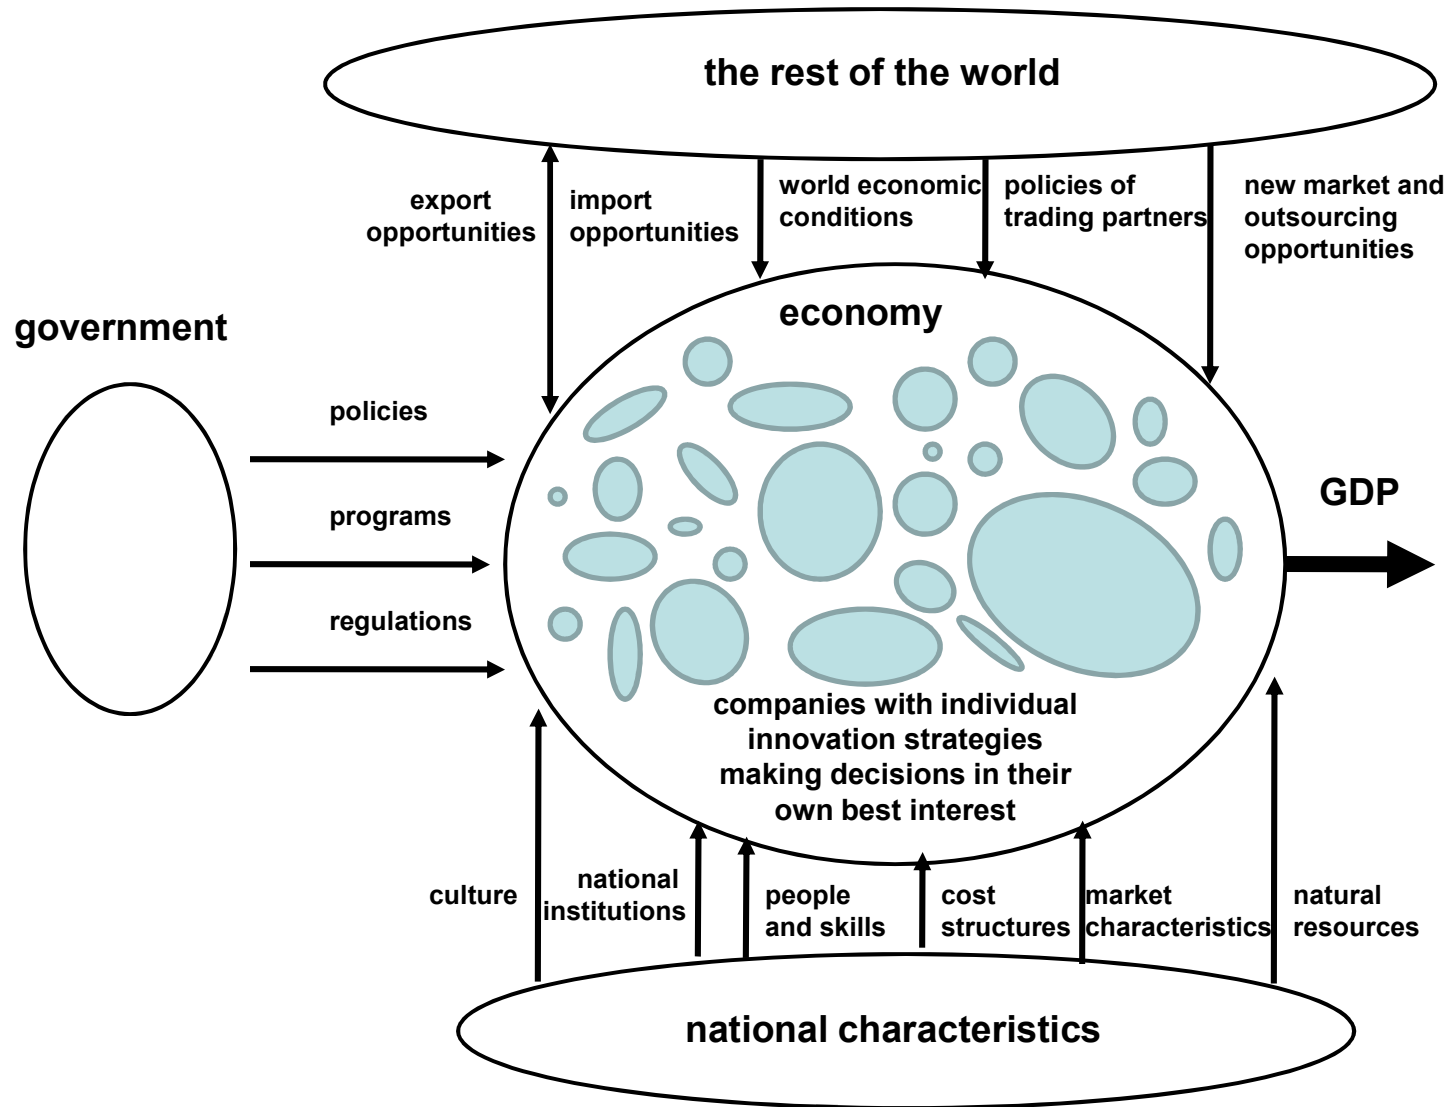 the rest of the world
export
opportunities
import
opportunities
world economic
conditions
policies of
trading partners
new market and
outsourcing
opportunities
government
economy
policies
programs
regulations
GDP
companies with individual
innovation strategies
making decisions in their
own best interest
culture
national
institutions
people
and skills
cost
structures
market
characteristics
natural
resources
national characteristics